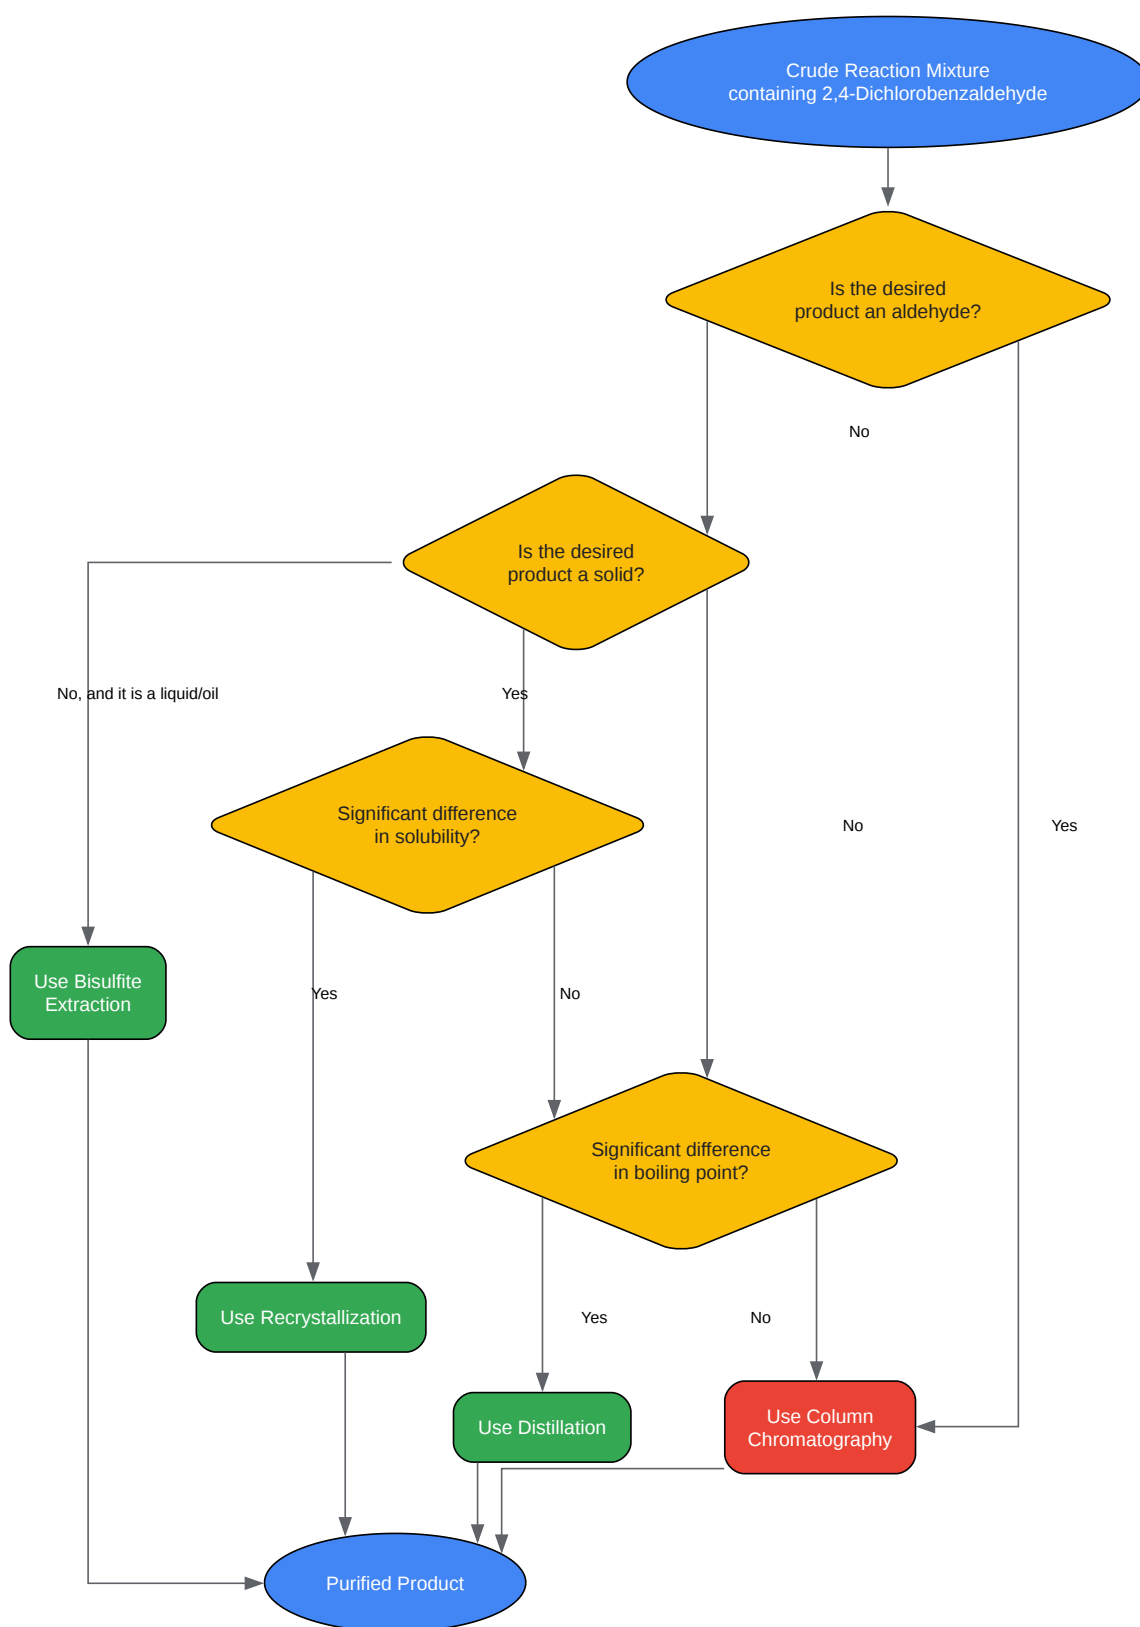 Crude Reaction Mixture
containing 2,4-Dichlorobenzaldehyde
Is the desired
product an aldehyde?
No
Is the desired
product a solid?
No, and it is a liquid/oil
Yes
Significant difference
in solubility?
No
Yes
Use Bisulfite
Extraction
Yes
No
Significant difference
in boiling point?
Use Recrystallization
Yes
No
Use Distillation
Use Column
Chromatography
Purified Product